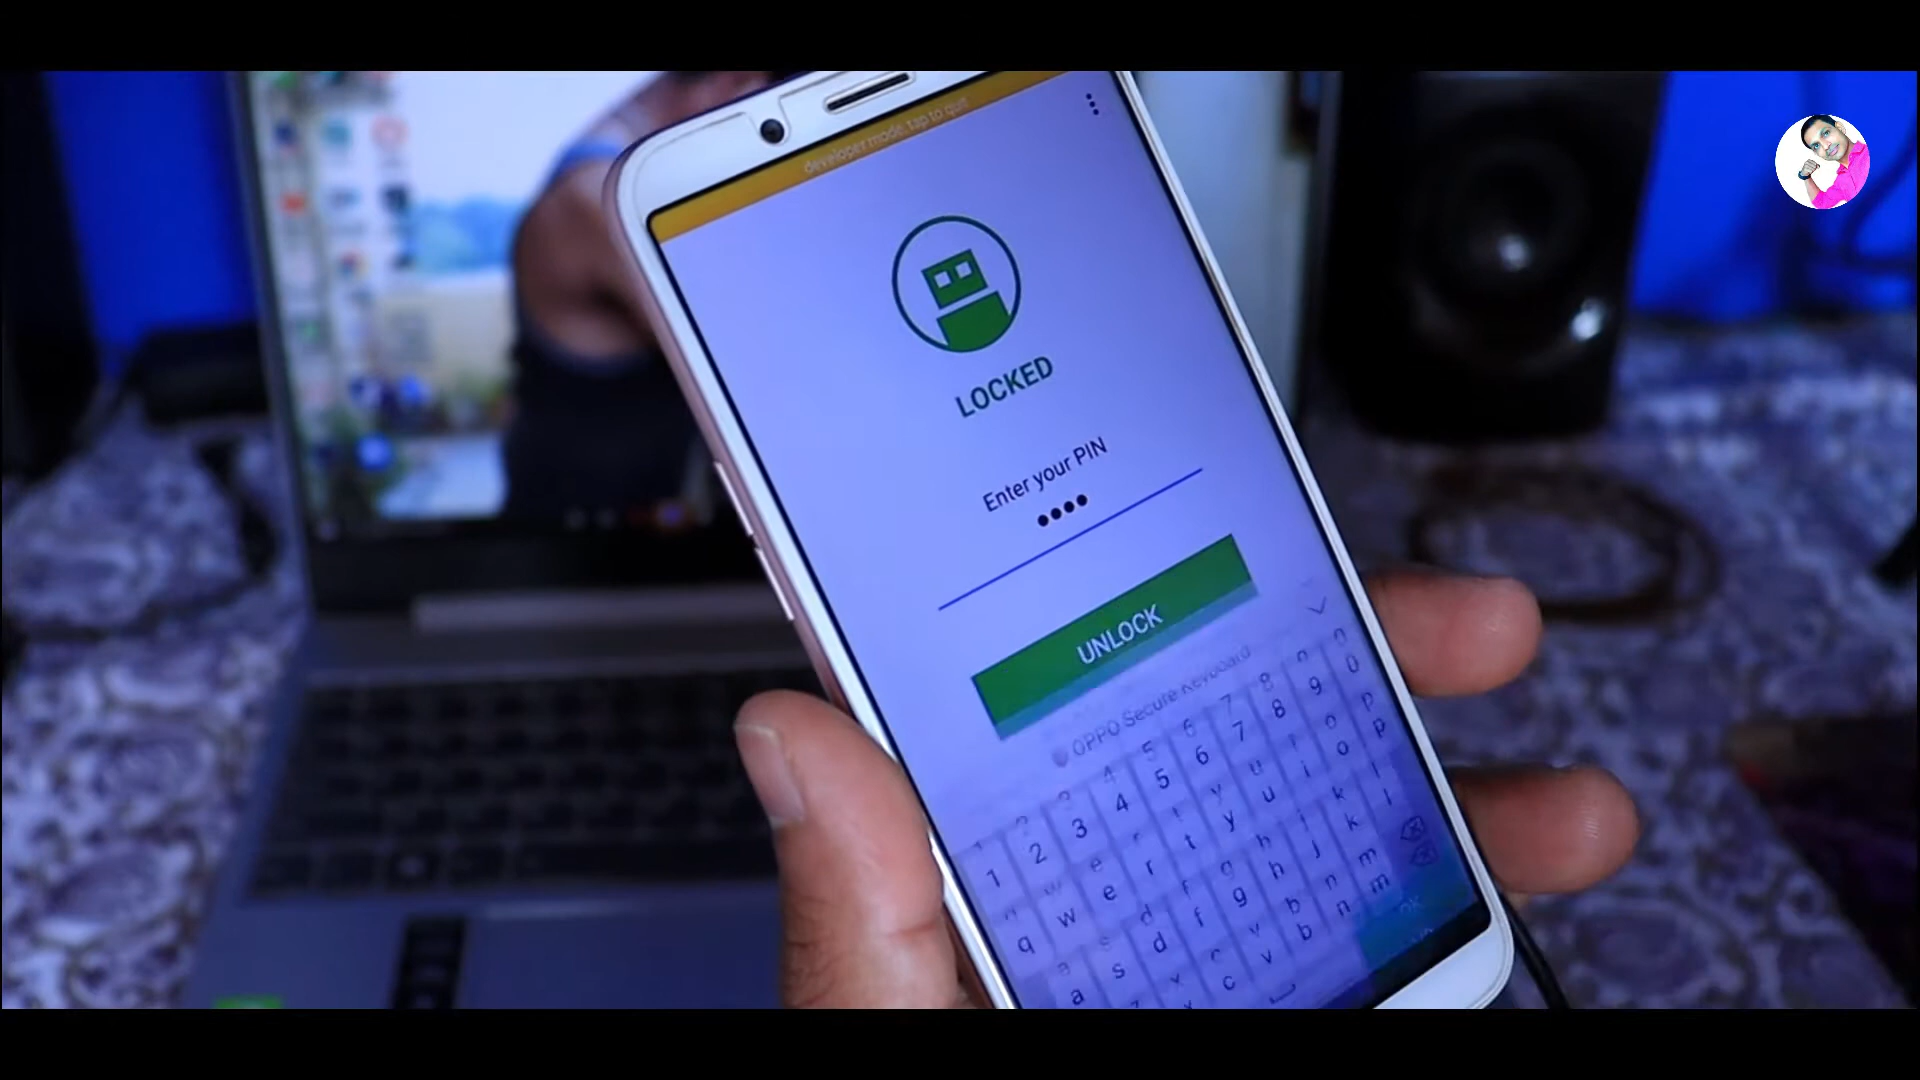 developer mode, tap to quit
LOCKED
Enter your PIN
UNLOCK
OPPO Secure Keyboard
1 2 3 4 5 6 7 8 9 0
q w e r t y u i o p
a s d f g h j k l
c v b n m